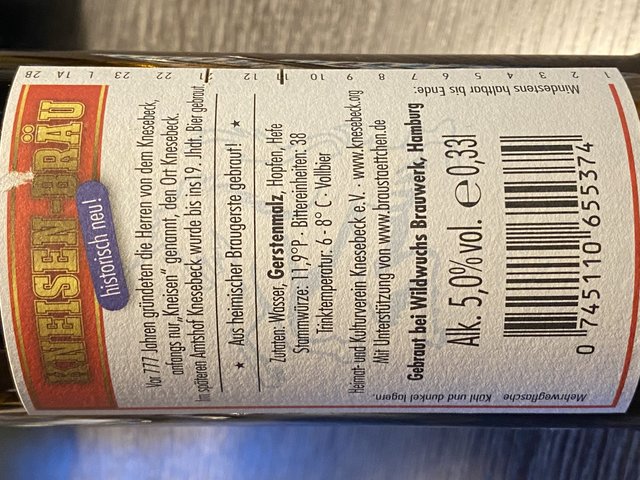 KNEISEN-BRÄU
historisch neu!
Vor 777 Jahren gründeten die Herren von dem Knesebeck,
anfangs nur „Kneisen" genannt, den Ort Knesebeck.
Im späteren Amtshof Knesebeck wurde bis ins 19. Jhdt. Bier gebraut.
★ Aus heimischer Braugerste gebraut! ★
Zutaten: Wasser, Gerstenmalz, Hopfen, Hefe
Stammwürze: 11,9°P · Bittereinheiten: 38
Trinktemperatur: 6 - 8° C - Vollbier
Heimat- und Kulturverein Knesebeck e.V. - www.knesebeck.org
Mit Unterstützung von www.braustaettchen.de
Gebraut bei Wildwuchs Brauwerk, Hamburg
Alk. 5,0%vol. e 0,33l
0 745110 655374
Mindestens haltbar bis Ende:
1 2 3 4 5 6 7 8 9 10 11 12 21 22 23 L 1A 2B
Mehrwegflasche Kühl und dunkel lagern.